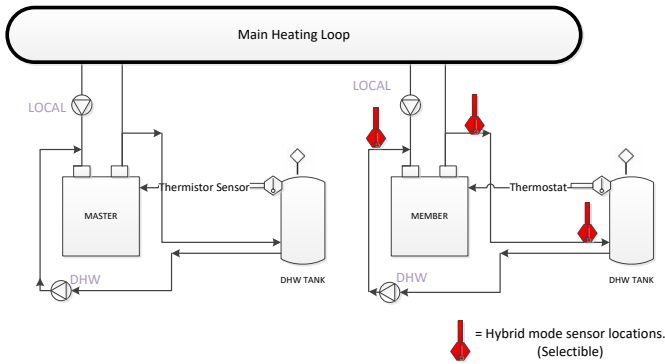 Main Heating Loop
LOCAL
LOCAL
Thermistor Sensor
Thermostat
MASTER
MEMBER
DHW
DHW TANK
DHW
DHW TANK
= Hybrid mode sensor locations.
(Selectible)